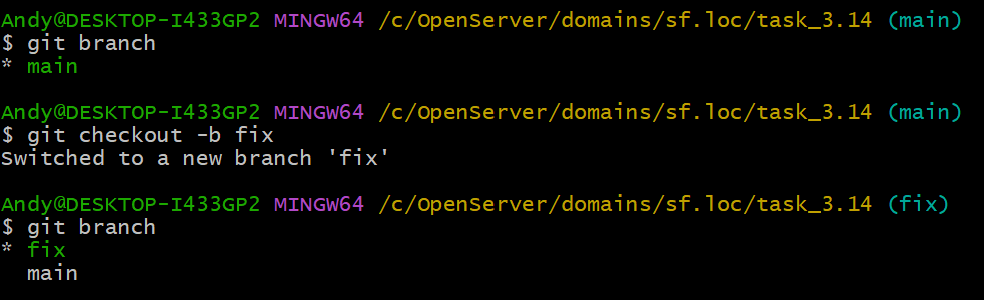 Andy@DESKTOP-I433GP2 MINGW64 /c/OpenServer/domains/sf.loc/task_3.14 (main)
$ git branch
* main
Andy@DESKTOP-I433GP2 MINGW64 /c/OpenServer/domains/sf.loc/task_3.14 (main)
$ git checkout -b fix
Switched to a new branch 'fix'
Andy@DESKTOP-I433GP2 MINGW64 /c/OpenServer/domains/sf.loc/task_3.14 (fix)
$ git branch
* fix
  main